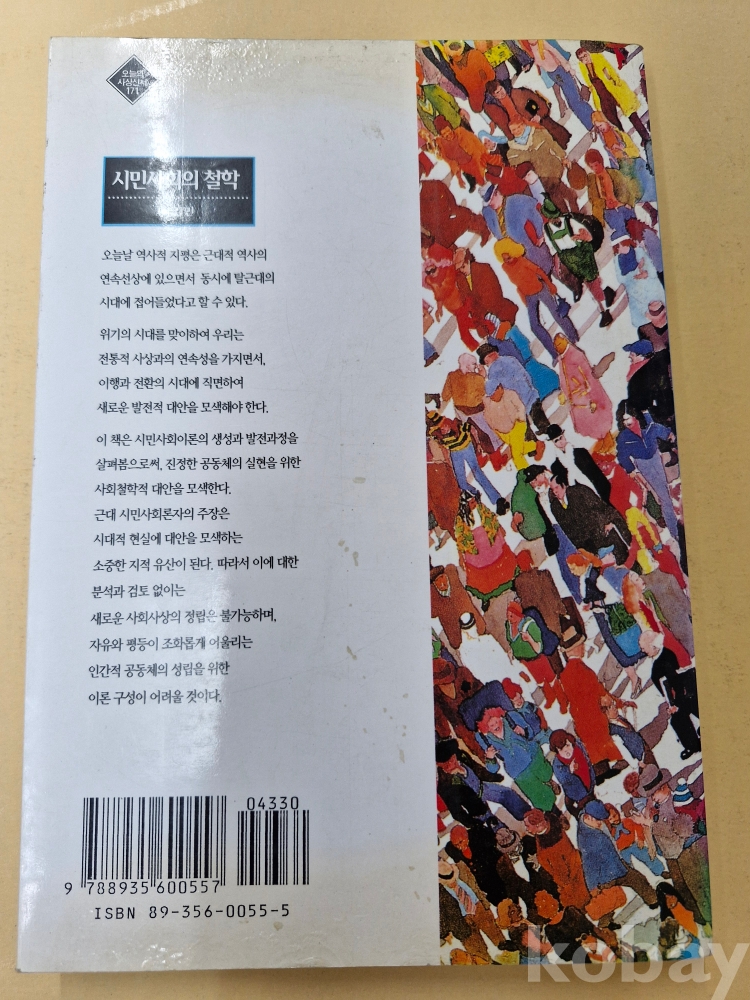 오늘의
사상신서
171
시민사회의 철학
오늘날 역사적 지평은 근대적 역사의
연속선상에 있으면서 동시에 탈근대의
시대에 접어들었다고 할 수 있다.
위기의 시대를 맞이하여 우리는
전통적 사상과의 연속성을 가지면서,
이행과 전환의 시대에 직면하여
새로운 발전적 대안을 모색해야 한다.
이 책은 시민사회이론의 생성과 발전과정을
살펴봄으로써, 진정한 공동체의 실현을 위한
사회철학적 대안을 모색한다.
근대 시민사회론자의 주장은
시대적 현실에 대안을 모색하는
소중한 지적 유산이 된다. 따라서 이에 대한
분석과 검토 없이는
새로운 사회사상의 정립은 불가능하며,
자유와 평등이 조화롭게 어울리는
인간적 공동체의 성립을 위한
이론 구성이 어려울 것이다.
04330
9 788935 600557
ISBN 89-356-0055-5
kobay